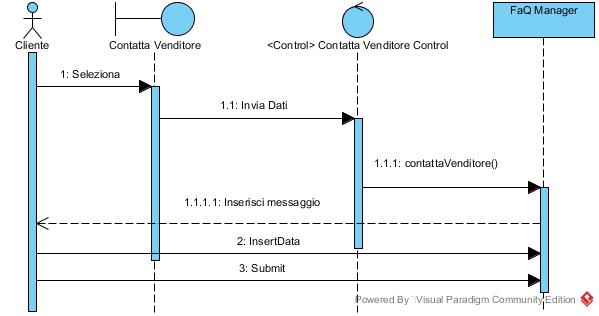 FaQ Manager
Cliente
Contatta Venditore
<Control> Contatta Venditore Control
1: Seleziona
1.1: Invia Dati
1.1.1: contattaVenditore()
1.1.1.1: Inserisci messaggio
2: InsertData
3: Submit
Powered By Visual Paradigm Community Edition